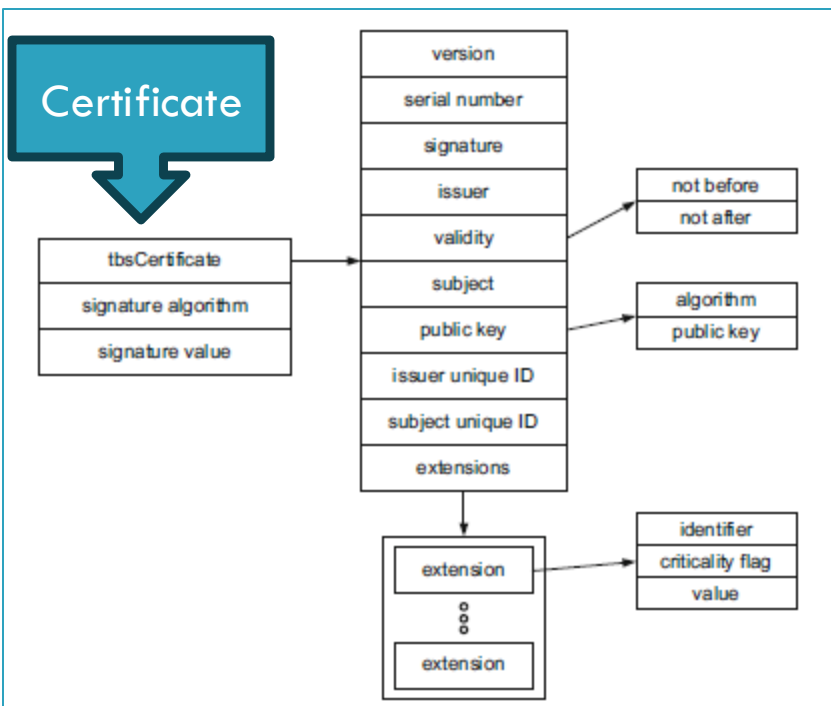 Certificate
tbsCertificate
signature algorithm
signature value
version
serial number
signature
issuer
validity
subject
public key
issuer unique ID
subject unique ID
extensions
not before
not after
algorithm
public key
extension
extension
identifier
criticality flag
value